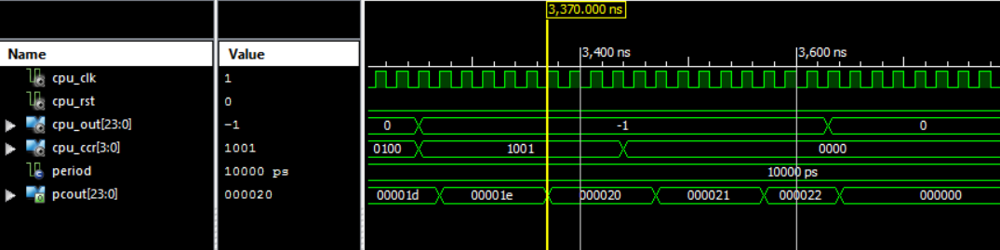 3,370.000 ns
Name Value 3,400 ns 3,600 ns
cpu_clk 1
cpu_rst 0
cpu_out[23:0] -1 0 -1 0
cpu_ccr[3:0] 1001 0100 1001 0000
period 10000 ps 10000 ps
pcout[23:0] 000020 00001d 00001e 000020 000021 000022 000000